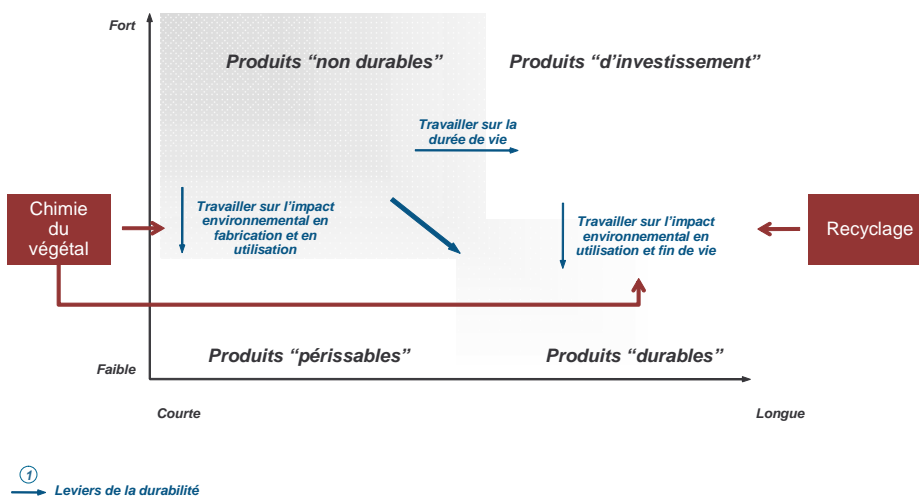 Fort
Produits “non durables”
Produits “d’investissement”
Travailler sur la
durée de vie
Chimie
du
végétal
Travailler sur l’impact
environnemental en
fabrication et en
utilisation
Travailler sur l’impact
environnemental en
utilisation et fin de vie
Recyclage
Produits “périssables”
Produits “durables”
Faible
Courte
Longue
1
Leviers de la durabilité